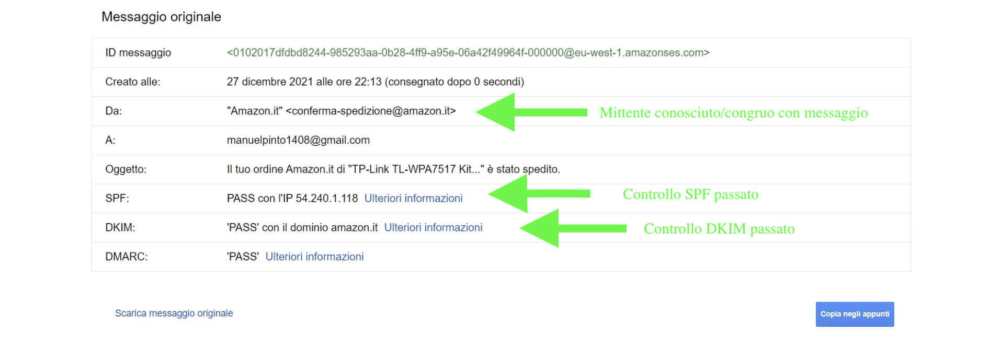 Messaggio originale
ID messaggio <0102017dfdbd8244-985293aa-0b28-4ff9-a95e-06a42f49964f-000000@eu-west-1.amazonses.com>
Creato alle: 27 dicembre 2021 alle ore 22:13 (consegnato dopo 0 secondi)
Da: "Amazon.it" <conferma-spedizione@amazon.it> Mittente conosciuto/congruo con messaggio
A: manuelpinto1408@gmail.com
Oggetto: Il tuo ordine Amazon.it di "TP-Link TL-WPA7517 Kit..." è stato spedito.
SPF: PASS con l'IP 54.240.1.118 Ulteriori informazioni Controllo SPF passato
DKIM: 'PASS' con il dominio amazon.it Ulteriori informazioni Controllo DKIM passato
DMARC: 'PASS' Ulteriori informazioni
Scarica messaggio originale Copia negli appunti